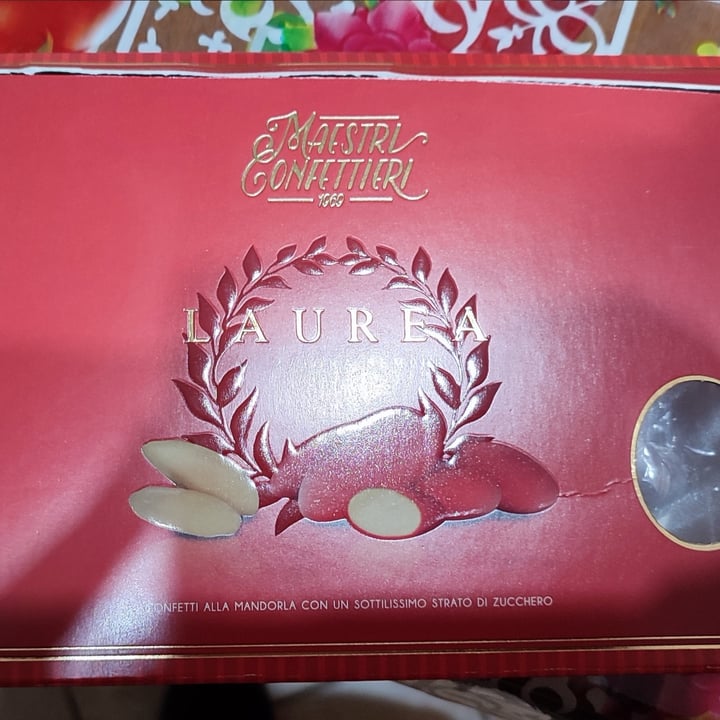 MAESTRI
CONFETTIERI
1969
LAUREA
CONFETTI ALLA MANDORLA CON UN SOTTILISSIMO STRATO DI ZUCCHERO